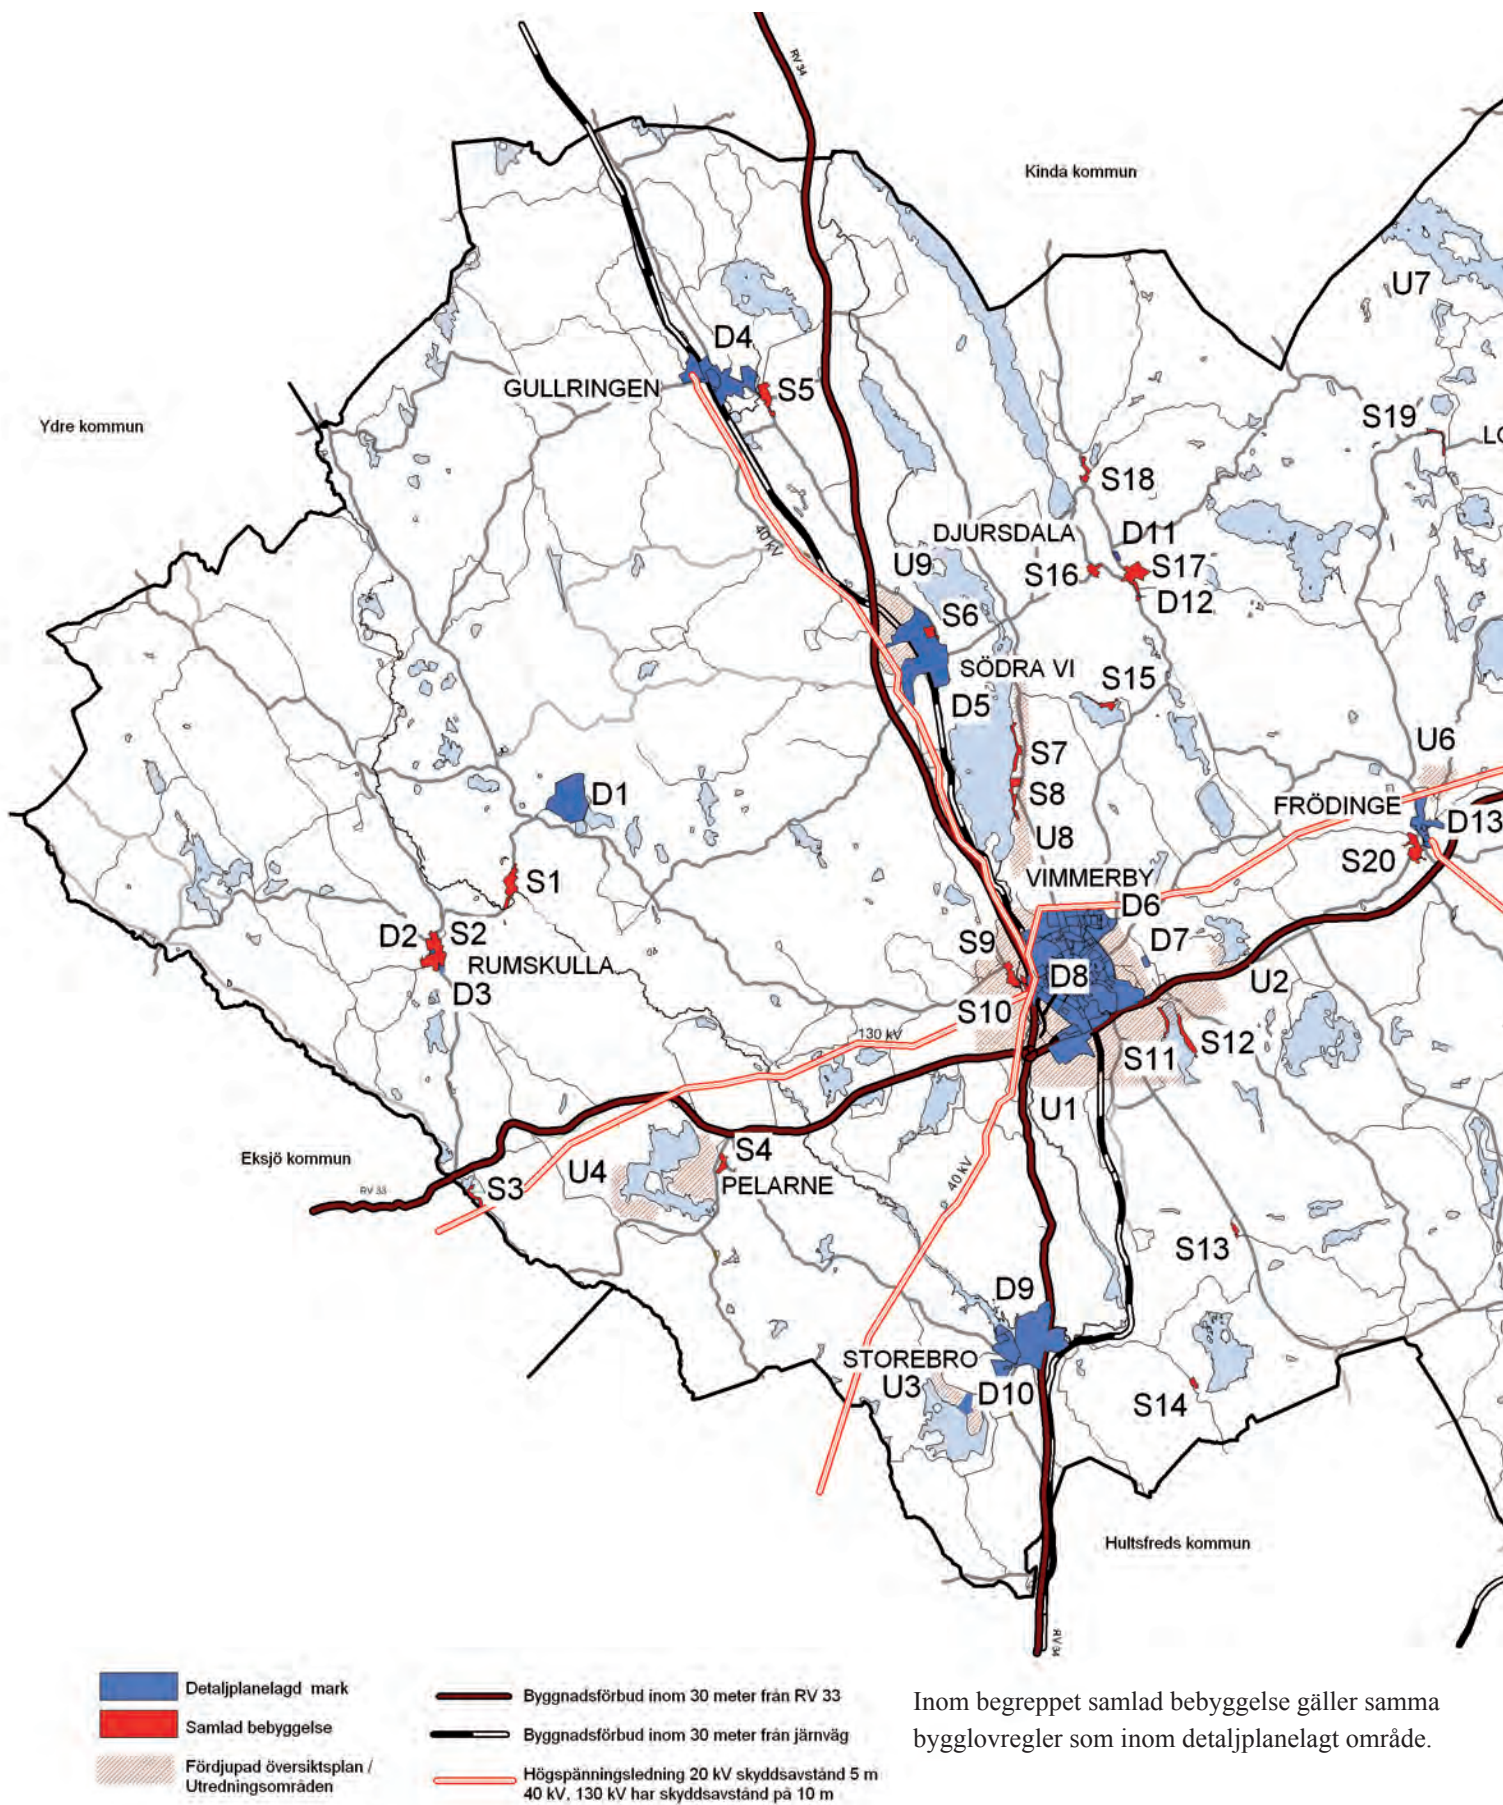 RV 34
Kinda kommun
U7
D4
GULLRINGEN
S5
Ydre kommun
S19
LO
S18
40 kV
DJURSDALA
D11
U9
S16
S17
D12
S6
SÖDRA VI
S15
D5
S7
U6
D1
S8
FRÖDINGE
D13
U8
S20
S1
VIMMERBY
D6
D2
S2
S9
D7
RUMSKULLA
D8
U2
D3
S10
130 kV
S11
S12
U1
S4
Eksjö kommun
U4
40 kV
RV 33
S3
PELARNE
S13
D9
STOREBRO
U3
D10
S14
Hultsfreds kommun
RV 34
Detaljplanelagd mark
Samlad bebyggelse
Fördjupad översiktsplan /
Utredningsområden
Byggnadsförbud inom 30 meter från RV 33
Byggnadsförbud inom 30 meter från järnväg
Högspänningsledning 20 kV skyddsavstånd 5 m
40 kV, 130 kV har skyddsavstånd på 10 m
Inom begreppet samlad bebyggelse gäller samma
bygglovregler som inom detaljplanelagt område.